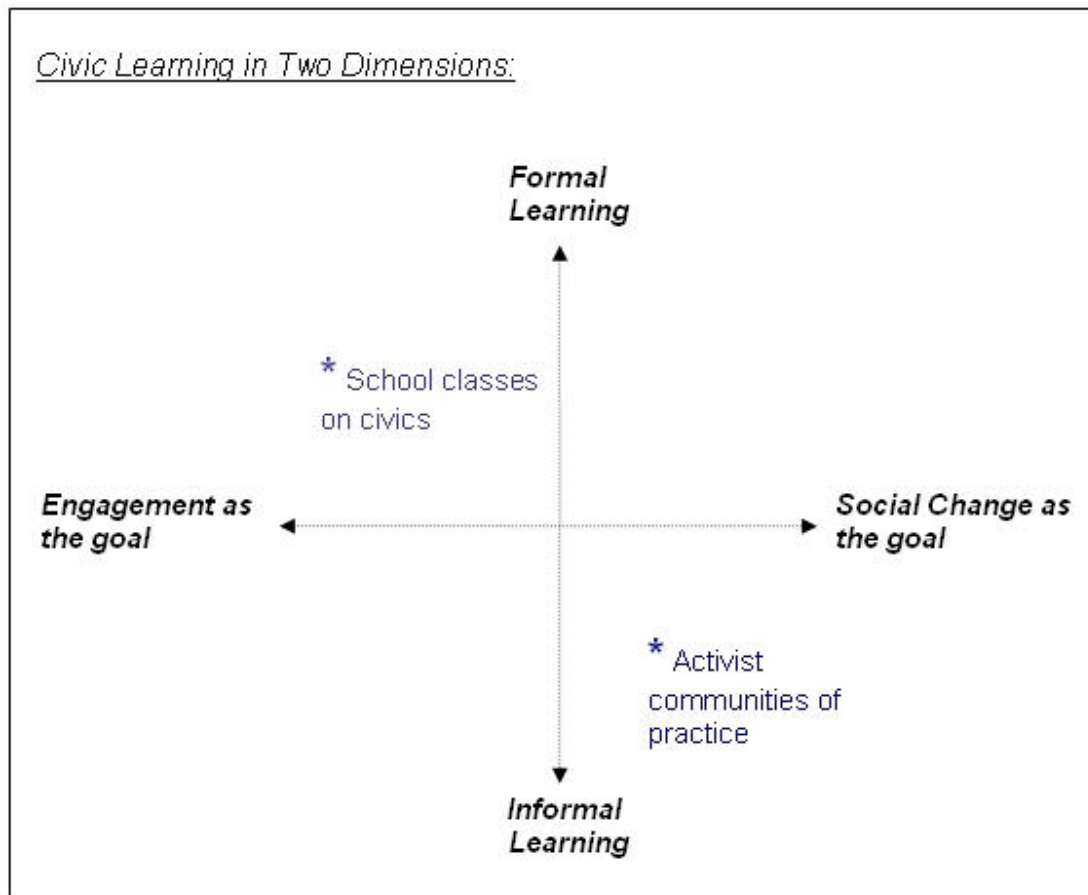 Civic Learning in Two Dimensions:
Formal
Learning
* School classes
on civics
Engagement as
the goal
Social Change as
the goal
* Activist
communities of
practice
Informal
Learning